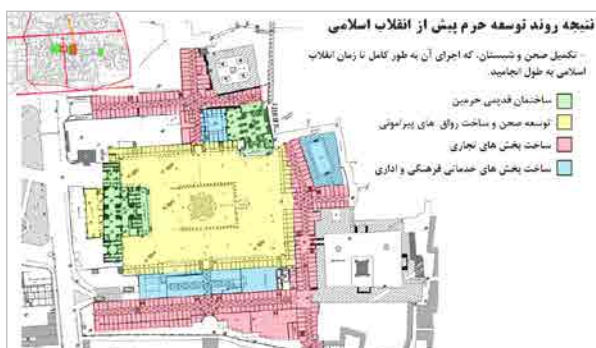 نتیجه روند توسعه حرم پیش از انقلاب اسلامی
- تکمیل صحن و شبستان، که اجرای آن به طور کامل تا زمان انقلاب
اسلامی به طول انجامید.
ساختمان قدیمی حرمین
توسعه صحن و ساخت رواق های پیرامونی
ساخت بخش های تجاری
ساخت بخش های خدماتی فرهنگی و اداری